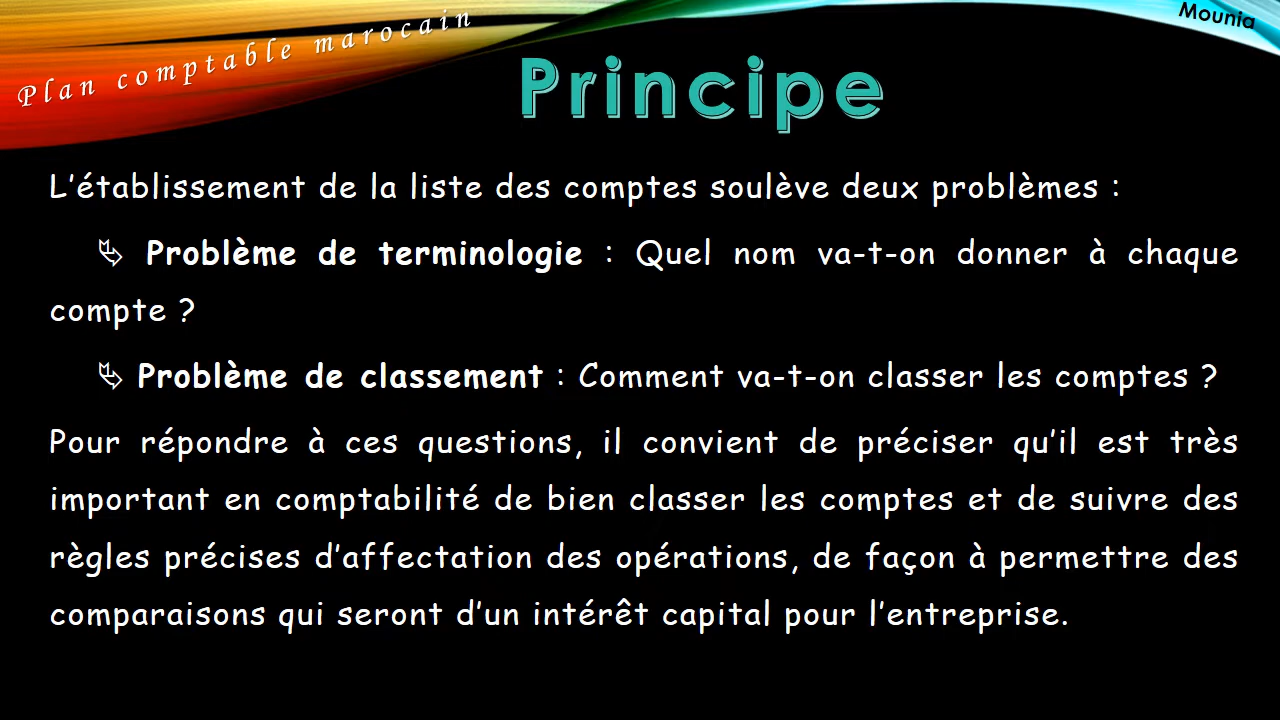 Plan comptable marocain
Mounia
Principe
L’établissement de la liste des comptes soulève deux problèmes :
Problème de terminologie : Quel nom va-t-on donner à chaque
compte ?
Problème de classement : Comment va-t-on classer les comptes ?
Pour répondre à ces questions, il convient de préciser qu’il est très
important en comptabilité de bien classer les comptes et de suivre des
règles précises d’affectation des opérations, de façon à permettre des
comparaisons qui seront d’un intérêt capital pour l’entreprise.